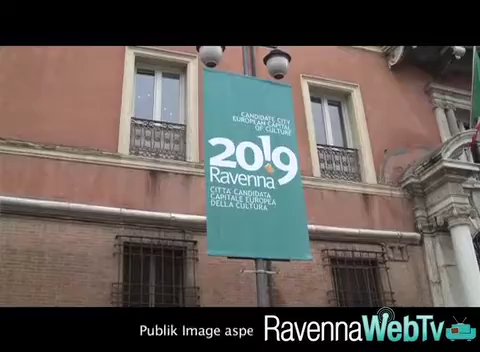 CANDIDATE CITY
EUROPEAN CAPITAL
OF CULTURE
2019
Ravenna
CITTÀ CANDIDATA
CAPITALE EUROPEA
DELLA CULTURA
Publik Image aspe RavennaWebTv